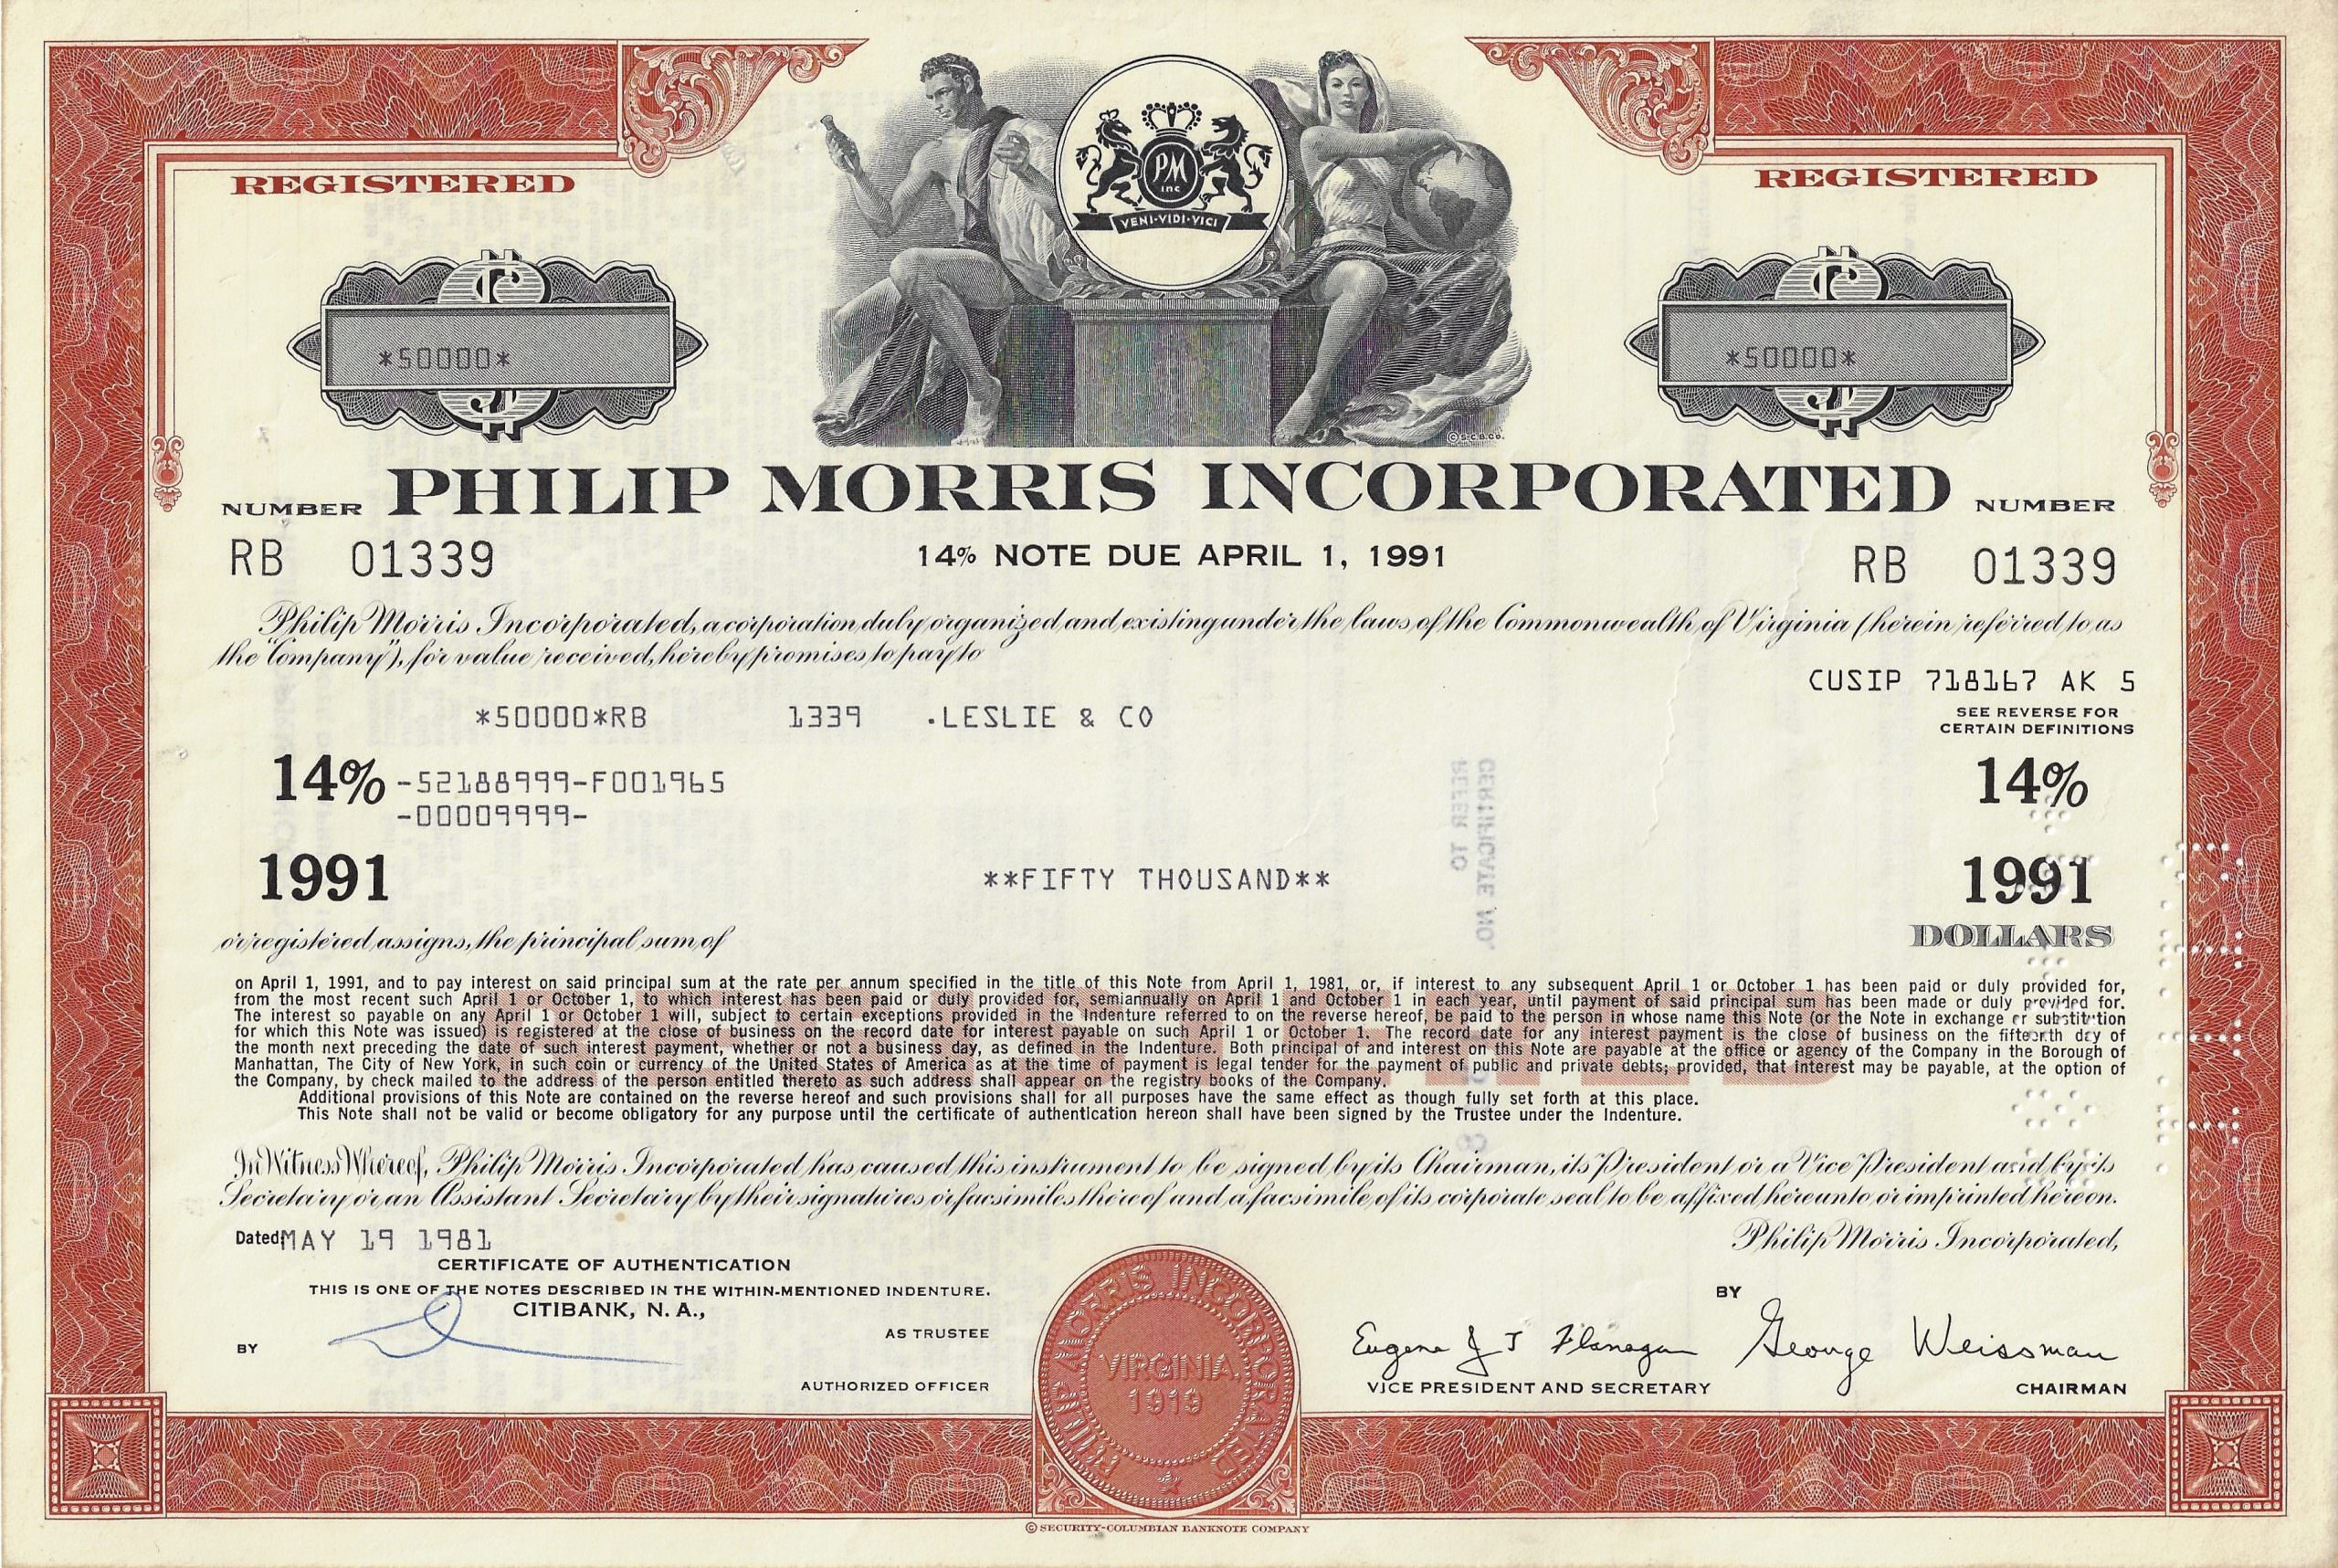 REGISTERED
REGISTERED
PM
INC
VENI·VIDI·VICI
*50000*
*50000*
© S.C.B.CO.
PHILIP MORRIS INCORPORATED
NUMBER
NUMBER
RB 01339
14% NOTE DUE APRIL 1, 1991
RB 01339
Philip Morris Incorporated, a corporation duly organized and existing under the laws of the Commonwealth of Virginia (herein referred to as
the "Company"), for value received, hereby promises to pay to
CUSIP 718167 AK 5
SEE REVERSE FOR
CERTAIN DEFINITIONS
*50000*RB 1339 .LESLIE & CO
14% -52188999-F001965
-00009999-
14%
1991
**FIFTY THOUSAND**
1991
or registered assigns, the principal sum of
DOLLARS
CERTIFICATE NO.
REFER TO
on April 1, 1991, and to pay interest on said principal sum at the rate per annum specified in the title of this Note from April 1, 1981, or, if interest to any subsequent April 1 or October 1 has been paid or duly provided for,
from the most recent such April 1 or October 1, to which interest has been paid or duly provided for, semiannually on April 1 and October 1 in each year, until payment of said principal sum has been made or duly provided for.
The interest so payable on any April 1 or October 1 will, subject to certain exceptions provided in the Indenture referred to on the reverse hereof, be paid to the person in whose name this Note (or the Note in exchange or substitution
for which this Note was issued) is registered at the close of business on the record date for interest payable on such April 1 or October 1. The record date for any interest payment is the close of business on the fifteenth day of
the month next preceding the date of such interest payment, whether or not a business day, as defined in the Indenture. Both principal of and interest on this Note are payable at the office or agency of the Company in the Borough of
Manhattan, The City of New York, in such coin or currency of the United States of America as at the time of payment is legal tender for the payment of public and private debts; provided, that interest may be payable, at the option of
the Company, by check mailed to the address of the person entitled thereto as such address shall appear on the registry books of the Company.
Additional provisions of this Note are contained on the reverse hereof and such provisions shall for all purposes have the same effect as though fully set forth at this place.
This Note shall not be valid or become obligatory for any purpose until the certificate of authentication hereon shall have been signed by the Trustee under the Indenture.
REGISTERED
In Witness Whereof, Philip Morris Incorporated has caused this instrument to be signed by its Chairman, its President or a Vice President and by its
Secretary or an Assistant Secretary by their signatures or facsimiles thereof and a facsimile of its corporate seal to be affixed hereunto or imprinted hereon.
Dated MAY 19 1981
Philip Morris Incorporated,
CERTIFICATE OF AUTHENTICATION
THIS IS ONE OF THE NOTES DESCRIBED IN THE WITHIN-MENTIONED INDENTURE.
CITIBANK, N. A.,
AS TRUSTEE
BY
AUTHORIZED OFFICER
PHILIP MORRIS INCORPORATED
VIRGINIA
1919
BY
Eugene J T Flanagan
George Weissman
VICE PRESIDENT AND SECRETARY
CHAIRMAN
© SECURITY-COLUMBIAN BANKNOTE COMPANY